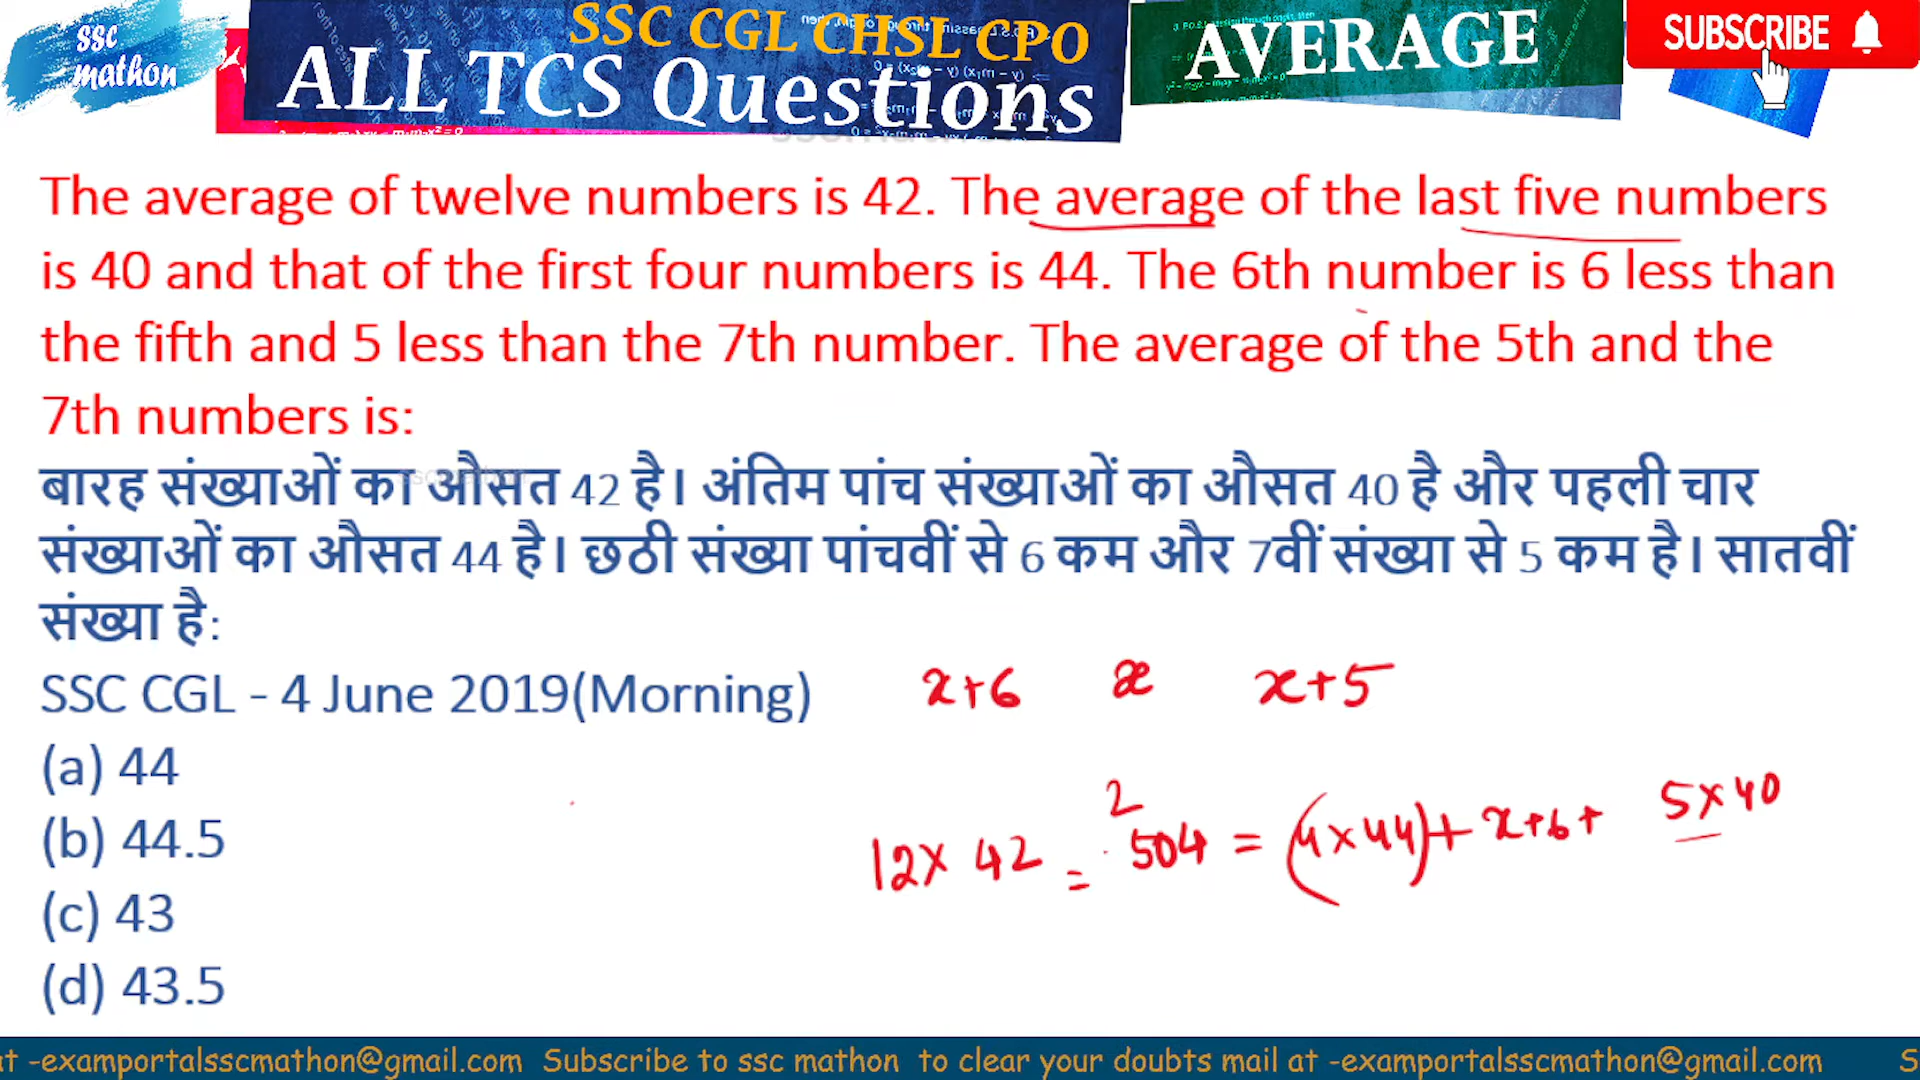 ssc
mathon
SSC CGL CHSL CPO
ALL TCS Questions
AVERAGE
SUBSCRIBE
The average of twelve numbers is 42. The average of the last five numbers
is 40 and that of the first four numbers is 44. The 6th number is 6 less than
the fifth and 5 less than the 7th number. The average of the 5th and the
7th numbers is:
बारह संख्याओं का औसत 42 है। अंतिम पांच संख्याओं का औसत 40 है और पहली चार
संख्याओं का औसत 44 है। छठी संख्या पांचवीं से 6 कम और 7वीं संख्या से 5 कम है। सातवीं
संख्या है:
SSC CGL - 4 June 2019(Morning)
x+6 x x+5
(a) 44
(b) 44.5
2
12 x 42 = 504 = (4x44) + x+6+ 5x40
(c) 43
(d) 43.5
at -examportalsscmathon@gmail.com Subscribe to ssc mathon to clear your doubts mail at -examportalsscmathon@gmail.com S